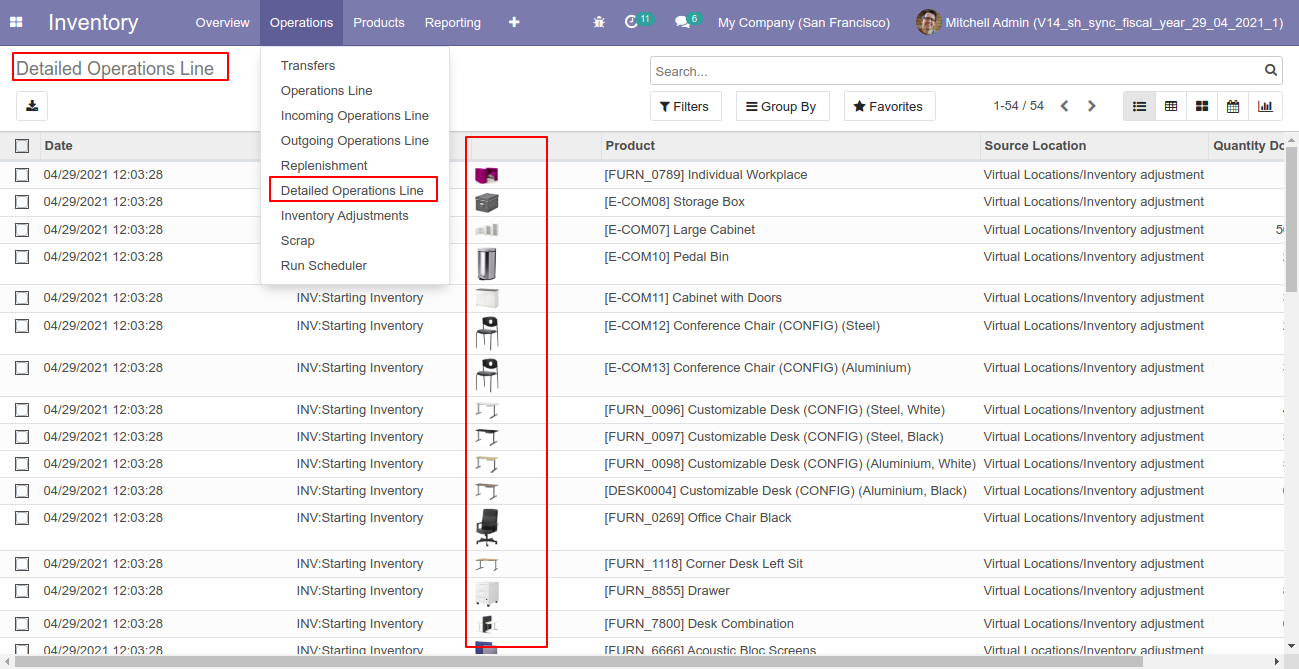 Inventory Overview Operations Products Reporting + 11 6 My Company (San Francisco) Mitchell Admin (V14_sh_sync_fiscal_year_29_04_2021_1)
Detailed Operations Line
Search...
Filters Group By Favorites 1-54 / 54
Transfers
Operations Line
Incoming Operations Line
Outgoing Operations Line
Replenishment
Detailed Operations Line
Inventory Adjustments
Scrap
Run Scheduler
Date Product Source Location Quantity Do
04/29/2021 12:03:28 [FURN_0789] Individual Workplace Virtual Locations/Inventory adjustment
04/29/2021 12:03:28 [E-COM08] Storage Box Virtual Locations/Inventory adjustment
04/29/2021 12:03:28 [E-COM07] Large Cabinet Virtual Locations/Inventory adjustment
04/29/2021 12:03:28 [E-COM10] Pedal Bin Virtual Locations/Inventory adjustment
04/29/2021 12:03:28 INV:Starting Inventory [E-COM11] Cabinet with Doors Virtual Locations/Inventory adjustment
04/29/2021 12:03:28 INV:Starting Inventory [E-COM12] Conference Chair (CONFIG) (Steel) Virtual Locations/Inventory adjustment
04/29/2021 12:03:28 INV:Starting Inventory [E-COM13] Conference Chair (CONFIG) (Aluminium) Virtual Locations/Inventory adjustment
04/29/2021 12:03:28 INV:Starting Inventory [FURN_0096] Customizable Desk (CONFIG) (Steel, White) Virtual Locations/Inventory adjustment
04/29/2021 12:03:28 INV:Starting Inventory [FURN_0097] Customizable Desk (CONFIG) (Steel, Black) Virtual Locations/Inventory adjustment
04/29/2021 12:03:28 INV:Starting Inventory [FURN_0098] Customizable Desk (CONFIG) (Aluminium, White) Virtual Locations/Inventory adjustment
04/29/2021 12:03:28 INV:Starting Inventory [DESK0004] Customizable Desk (CONFIG) (Aluminium, Black) Virtual Locations/Inventory adjustment
04/29/2021 12:03:28 INV:Starting Inventory [FURN_0269] Office Chair Black Virtual Locations/Inventory adjustment
04/29/2021 12:03:28 INV:Starting Inventory [FURN_1118] Corner Desk Left Sit Virtual Locations/Inventory adjustment
04/29/2021 12:03:28 INV:Starting Inventory [FURN_8855] Drawer Virtual Locations/Inventory adjustment
04/29/2021 12:03:28 INV:Starting Inventory [FURN_7800] Desk Combination Virtual Locations/Inventory adjustment
04/29/2021 12:03:28 INV:Starting Inventory [FURN_6666] Acoustic Bloc Screens Virtual Locations/Inventory adjustment